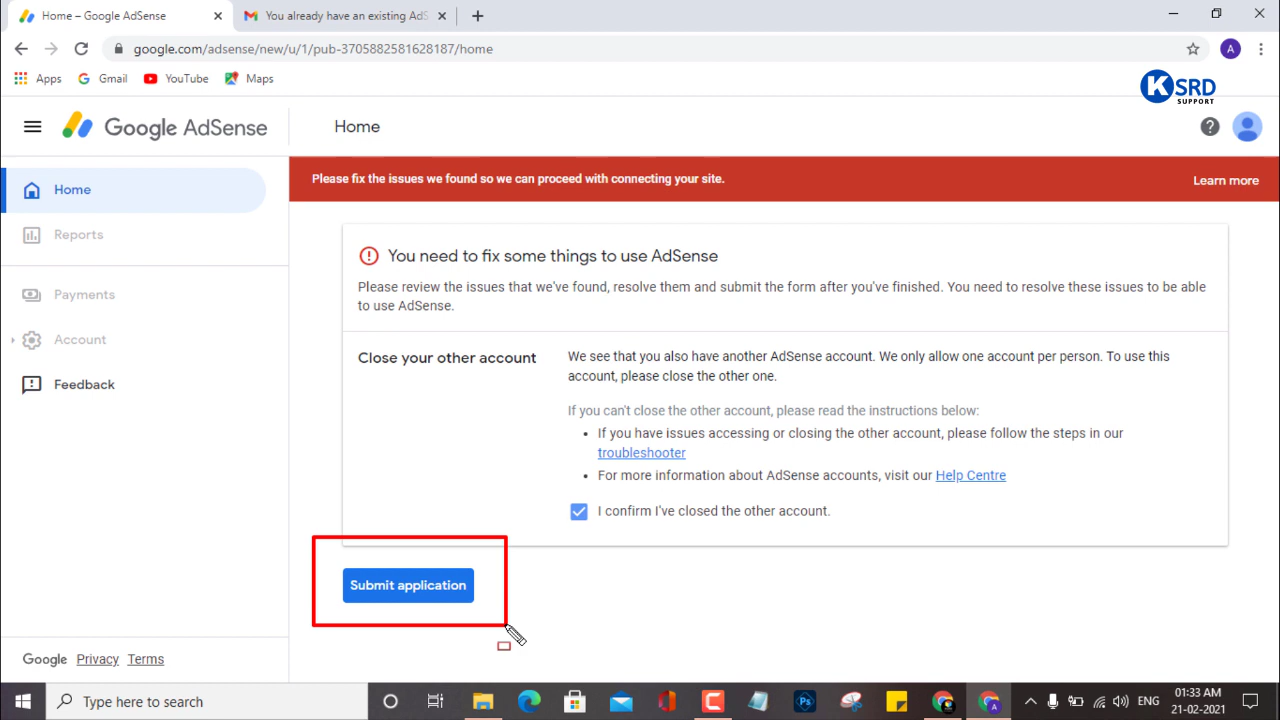 Home – Google AdSense
You already have an existing AdS
google.com/adsense/new/u/1/pub-3705882581628187/home
A
Apps
Gmail
YouTube
Maps
K SRD
SUPPORT
Google AdSense
Home
Home
Please fix the issues we found so we can proceed with connecting your site.
Learn more
Reports
Payments
Account
Feedback
You need to fix some things to use AdSense
Please review the issues that we've found, resolve them and submit the form after you've finished. You need to resolve these issues to be able
to use AdSense.
Close your other account
We see that you also have another AdSense account. We only allow one account per person. To use this
account, please close the other one.
If you can't close the other account, please read the instructions below:
• If you have issues accessing or closing the other account, please follow the steps in our
troubleshooter
• For more information about AdSense accounts, visit our Help Centre
I confirm I've closed the other account.
Submit application
Google Privacy Terms
Type here to search
Ps
A
ENG
01:33 AM
21-02-2021